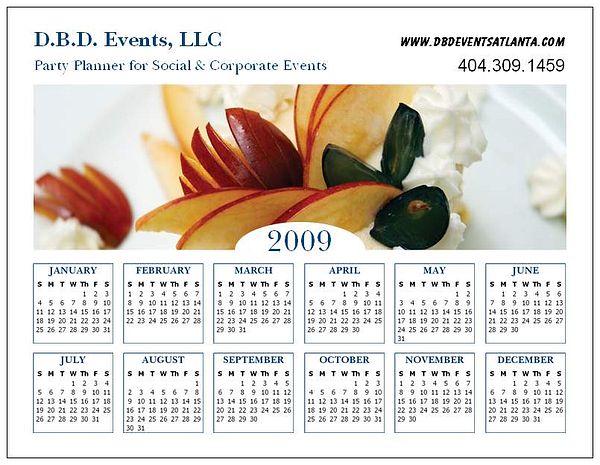 D.B.D. Events, LLC
WWW.DBDEVENTSATLANTA.COM
Party Planner for Social & Corporate Events
404.309.1459
2009
JANUARY
S M T W Th F S
1 2 3
4 5 6 7 8 9 10
11 12 13 14 15 16 17
18 19 20 21 22 23 24
25 26 27 28 29 30 31
FEBRUARY
S M T W Th F S
1 2 3 4 5 6 7
8 9 10 11 12 13 14
15 16 17 18 19 20 21
22 23 24 25 26 27 28
MARCH
S M T W Th F S
1 2 3 4 5 6 7
8 9 10 11 12 13 14
15 16 17 18 19 20 21
22 23 24 25 26 27 28
29 30 31
APRIL
S M T W Th F S
1 2 3 4
5 6 7 8 9 10 11
12 13 14 15 16 17 18
19 20 21 22 23 24 25
26 27 28 29 30
MAY
S M T W Th F S
1 2
3 4 5 6 7 8 9
10 11 12 13 14 15 16
17 18 19 20 21 22 23
24 25 26 27 28 29 30
31
JUNE
S M T W Th F S
1 2 3 4 5 6
7 8 9 10 11 12 13
14 15 16 17 18 19 20
21 22 23 24 25 26 27
28 29 30
JULY
S M T W Th F S
1 2 3 4
5 6 7 8 9 10 11
12 13 14 15 16 17 18
19 20 21 22 23 24 25
26 27 28 29 30 31
AUGUST
S M T W Th F S
1
2 3 4 5 6 7 8
9 10 11 12 13 14 15
16 17 18 19 20 21 22
23 24 25 26 27 28 29
30 31
SEPTEMBER
S M T W Th F S
1 2 3 4 5
6 7 8 9 10 11 12
13 14 15 16 17 18 19
20 21 22 23 24 25 26
27 28 29 30
OCTOBER
S M T W Th F S
1 2 3
4 5 6 7 8 9 10
11 12 13 14 15 16 17
18 19 20 21 22 23 24
25 26 27 28 29 30 31
NOVEMBER
S M T W Th F S
1 2 3 4 5 6 7
8 9 10 11 12 13 14
15 16 17 18 19 20 21
22 23 24 25 26 27 28
29 30
DECEMBER
S M T W Th F S
1 2 3 4 5
6 7 8 9 10 11 12
13 14 15 16 17 18 19
20 21 22 23 24 25 26
27 28 29 30 31